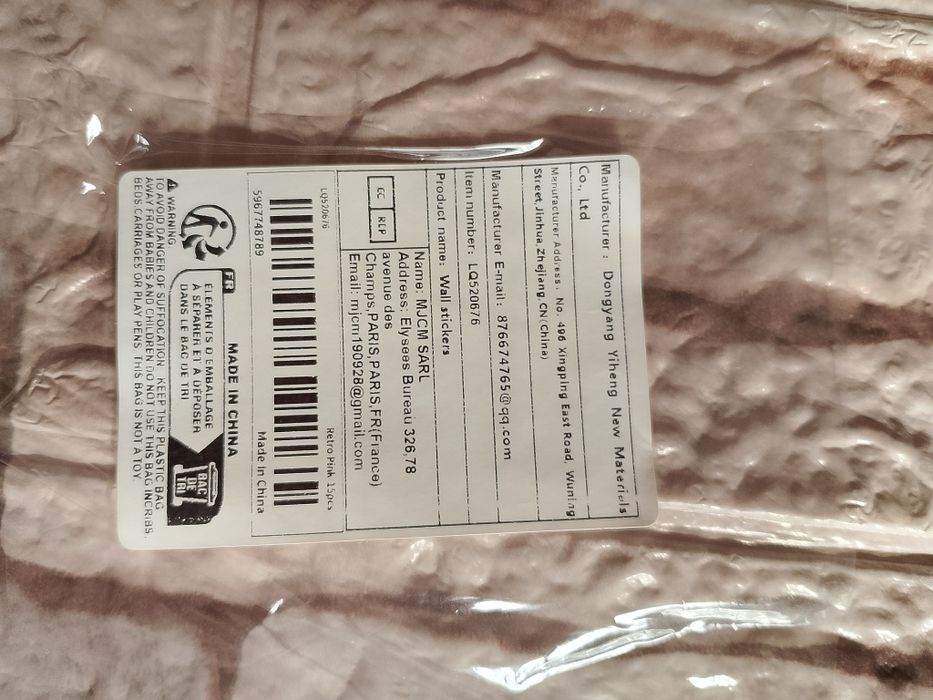 Manufacturer: Dongyang Yiheng New Materiels
Co., Ltd
Manufacturer Address: No. 496 Xingping East Road, Wuning
Street,Jinhua,Zhejiang,CN(China)
Manufacturer E-mail: 876674765@qq.com
Item number: LQ520676
Product name: Wall stickers
EC REP
Name: MJCM SARL
Address: Elysees Bureau 326,78
avenue des
Champs,PARIS,PARIS,FR(France)
Email: mjcm190928@gmail.com
LQ520676 Retro Pink 15pcs
5967748789 Made In China
MADE IN CHINA
FR
ÉLÉMENTS D'EMBALLAGE
À SÉPARER ET À DÉPOSER
DANS LE BAC DE TRI
BAC
DE
TRI
WARNING
TO AVOID DANGER OF SUFFOCATION KEEP THIS PLASTIC BAG
AWAY FROM BABIES AND CHILDREN DO NOT USE THIS BAG IN CRIBS,
BEDS CARRIAGES OR PLAY PENS THIS BAG IS NOT A TOY.